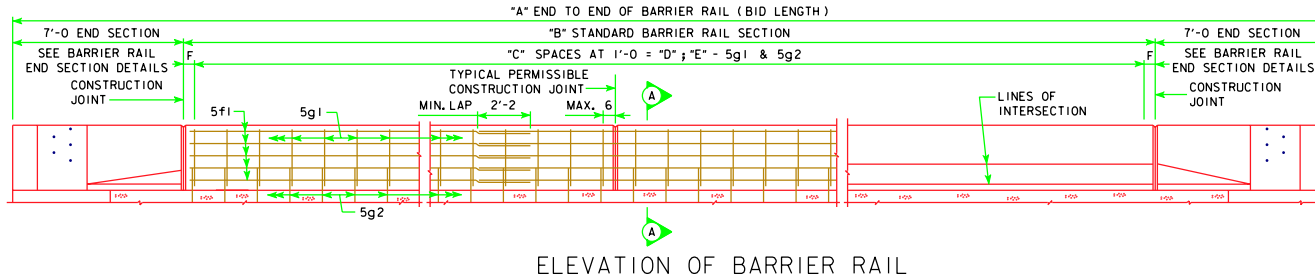 "A" END TO END OF BARRIER RAIL (BID LENGTH)
7'-0 END SECTION
"B" STANDARD BARRIER RAIL SECTION
7'-0 END SECTION
SEE BARRIER RAIL
END SECTION DETAILS
F
"C" SPACES AT 1'-0 = "D"; "E" - 5g1 & 5g2
F
SEE BARRIER RAIL
END SECTION DETAILS
CONSTRUCTION
JOINT
TYPICAL PERMISSIBLE
CONSTRUCTION JOINT
A
CONSTRUCTION
JOINT
5f1
5g1
MIN. LAP
2'-2
MAX. 6
LINES OF
INTERSECTION
5g2
A
ELEVATION OF BARRIER RAIL